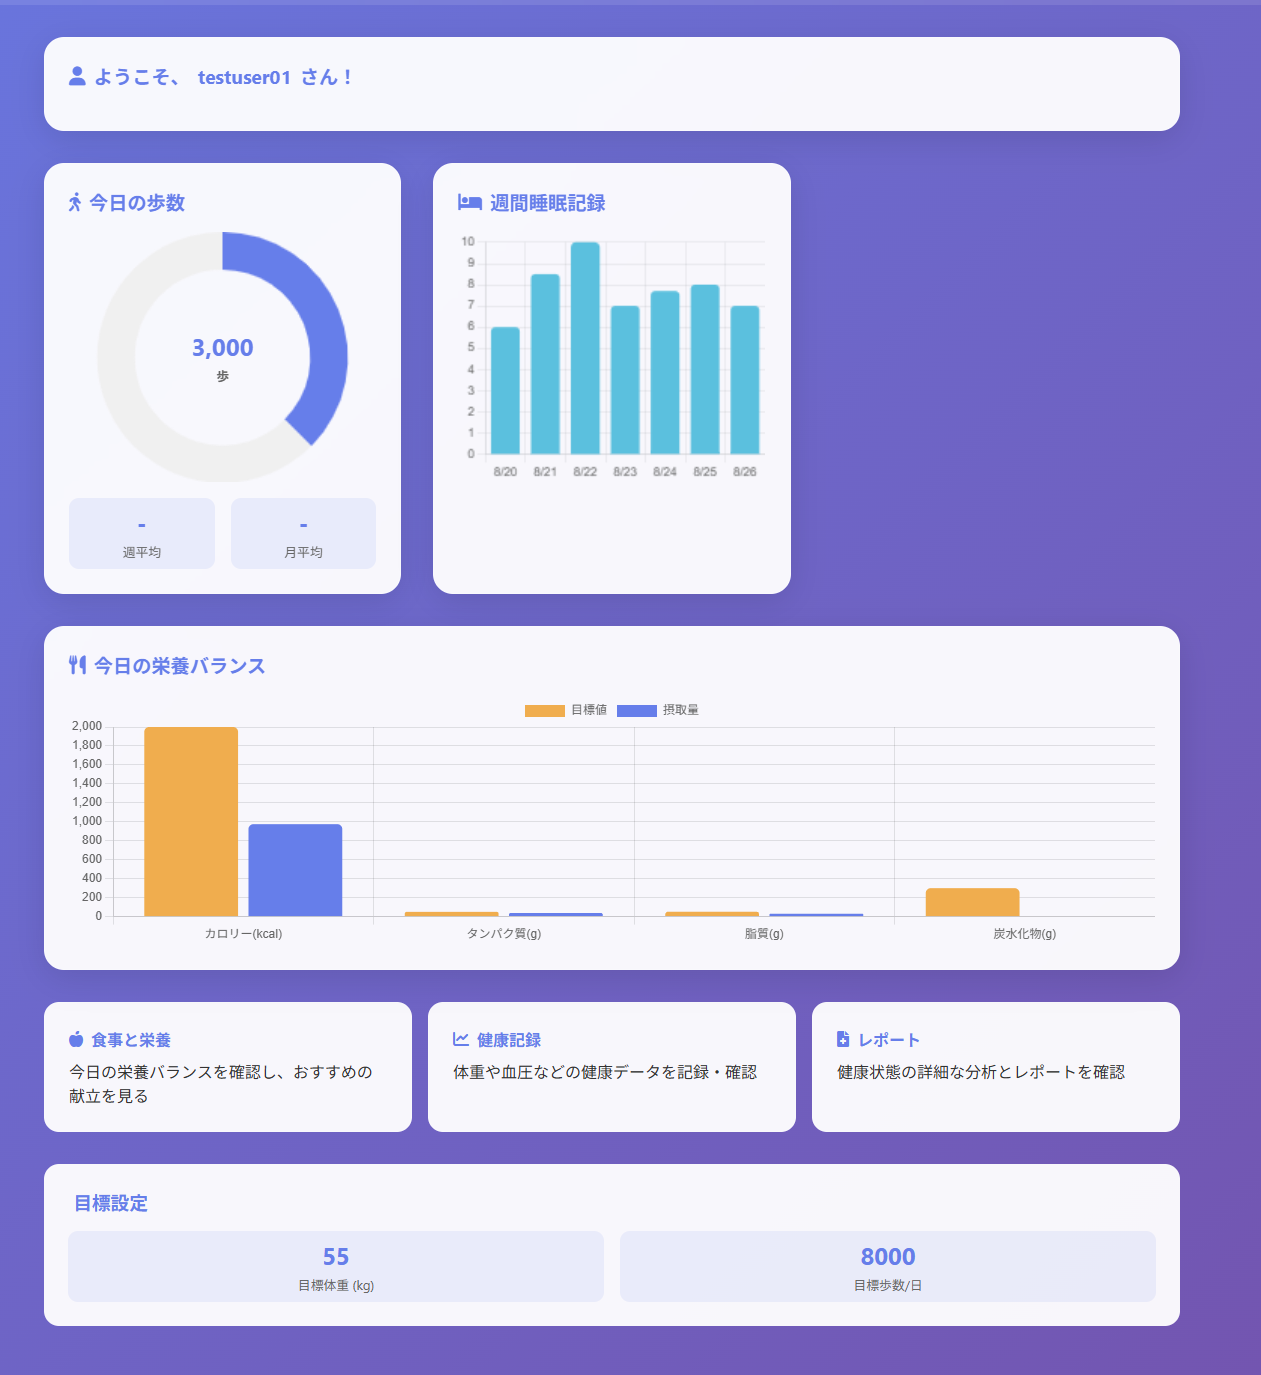 ようこそ、 testuser01 さん！
今日の歩数
3,000
歩
-
週平均
-
月平均
週間睡眠記録
10
9
8
7
6
5
4
3
2
1
0
8/20 8/21 8/22 8/23 8/24 8/25 8/26
今日の栄養バランス
目標値 摂取量
2,000
1,800
1,600
1,400
1,200
1,000
800
600
400
200
0
カロリー(kcal) タンパク質(g) 脂質(g) 炭水化物(g)
食事と栄養
今日の栄養バランスを確認し、おすすめの
献立を見る
健康記録
体重や血圧などの健康データを記録・確認
レポート
健康状態の詳細な分析とレポートを確認
目標設定
55
目標体重 (kg)
8000
目標歩数/日